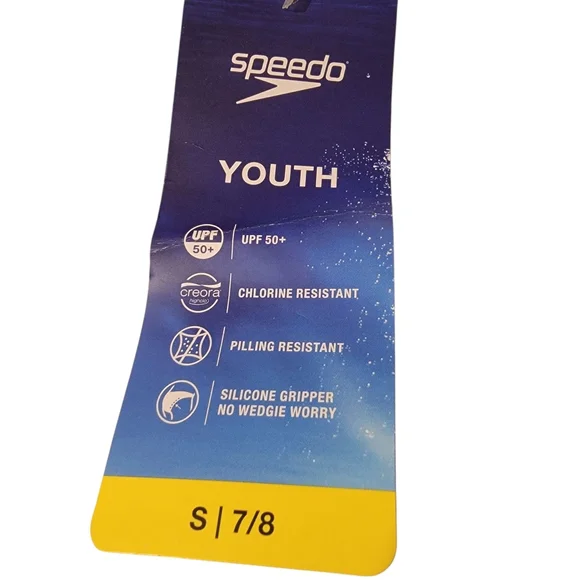 speedo
YOUTH
UPF
50+
UPF 50+
creora
highclo
CHLORINE RESISTANT
PILLING RESISTANT
SILICONE GRIPPER
NO WEDGIE WORRY
S | 7/8